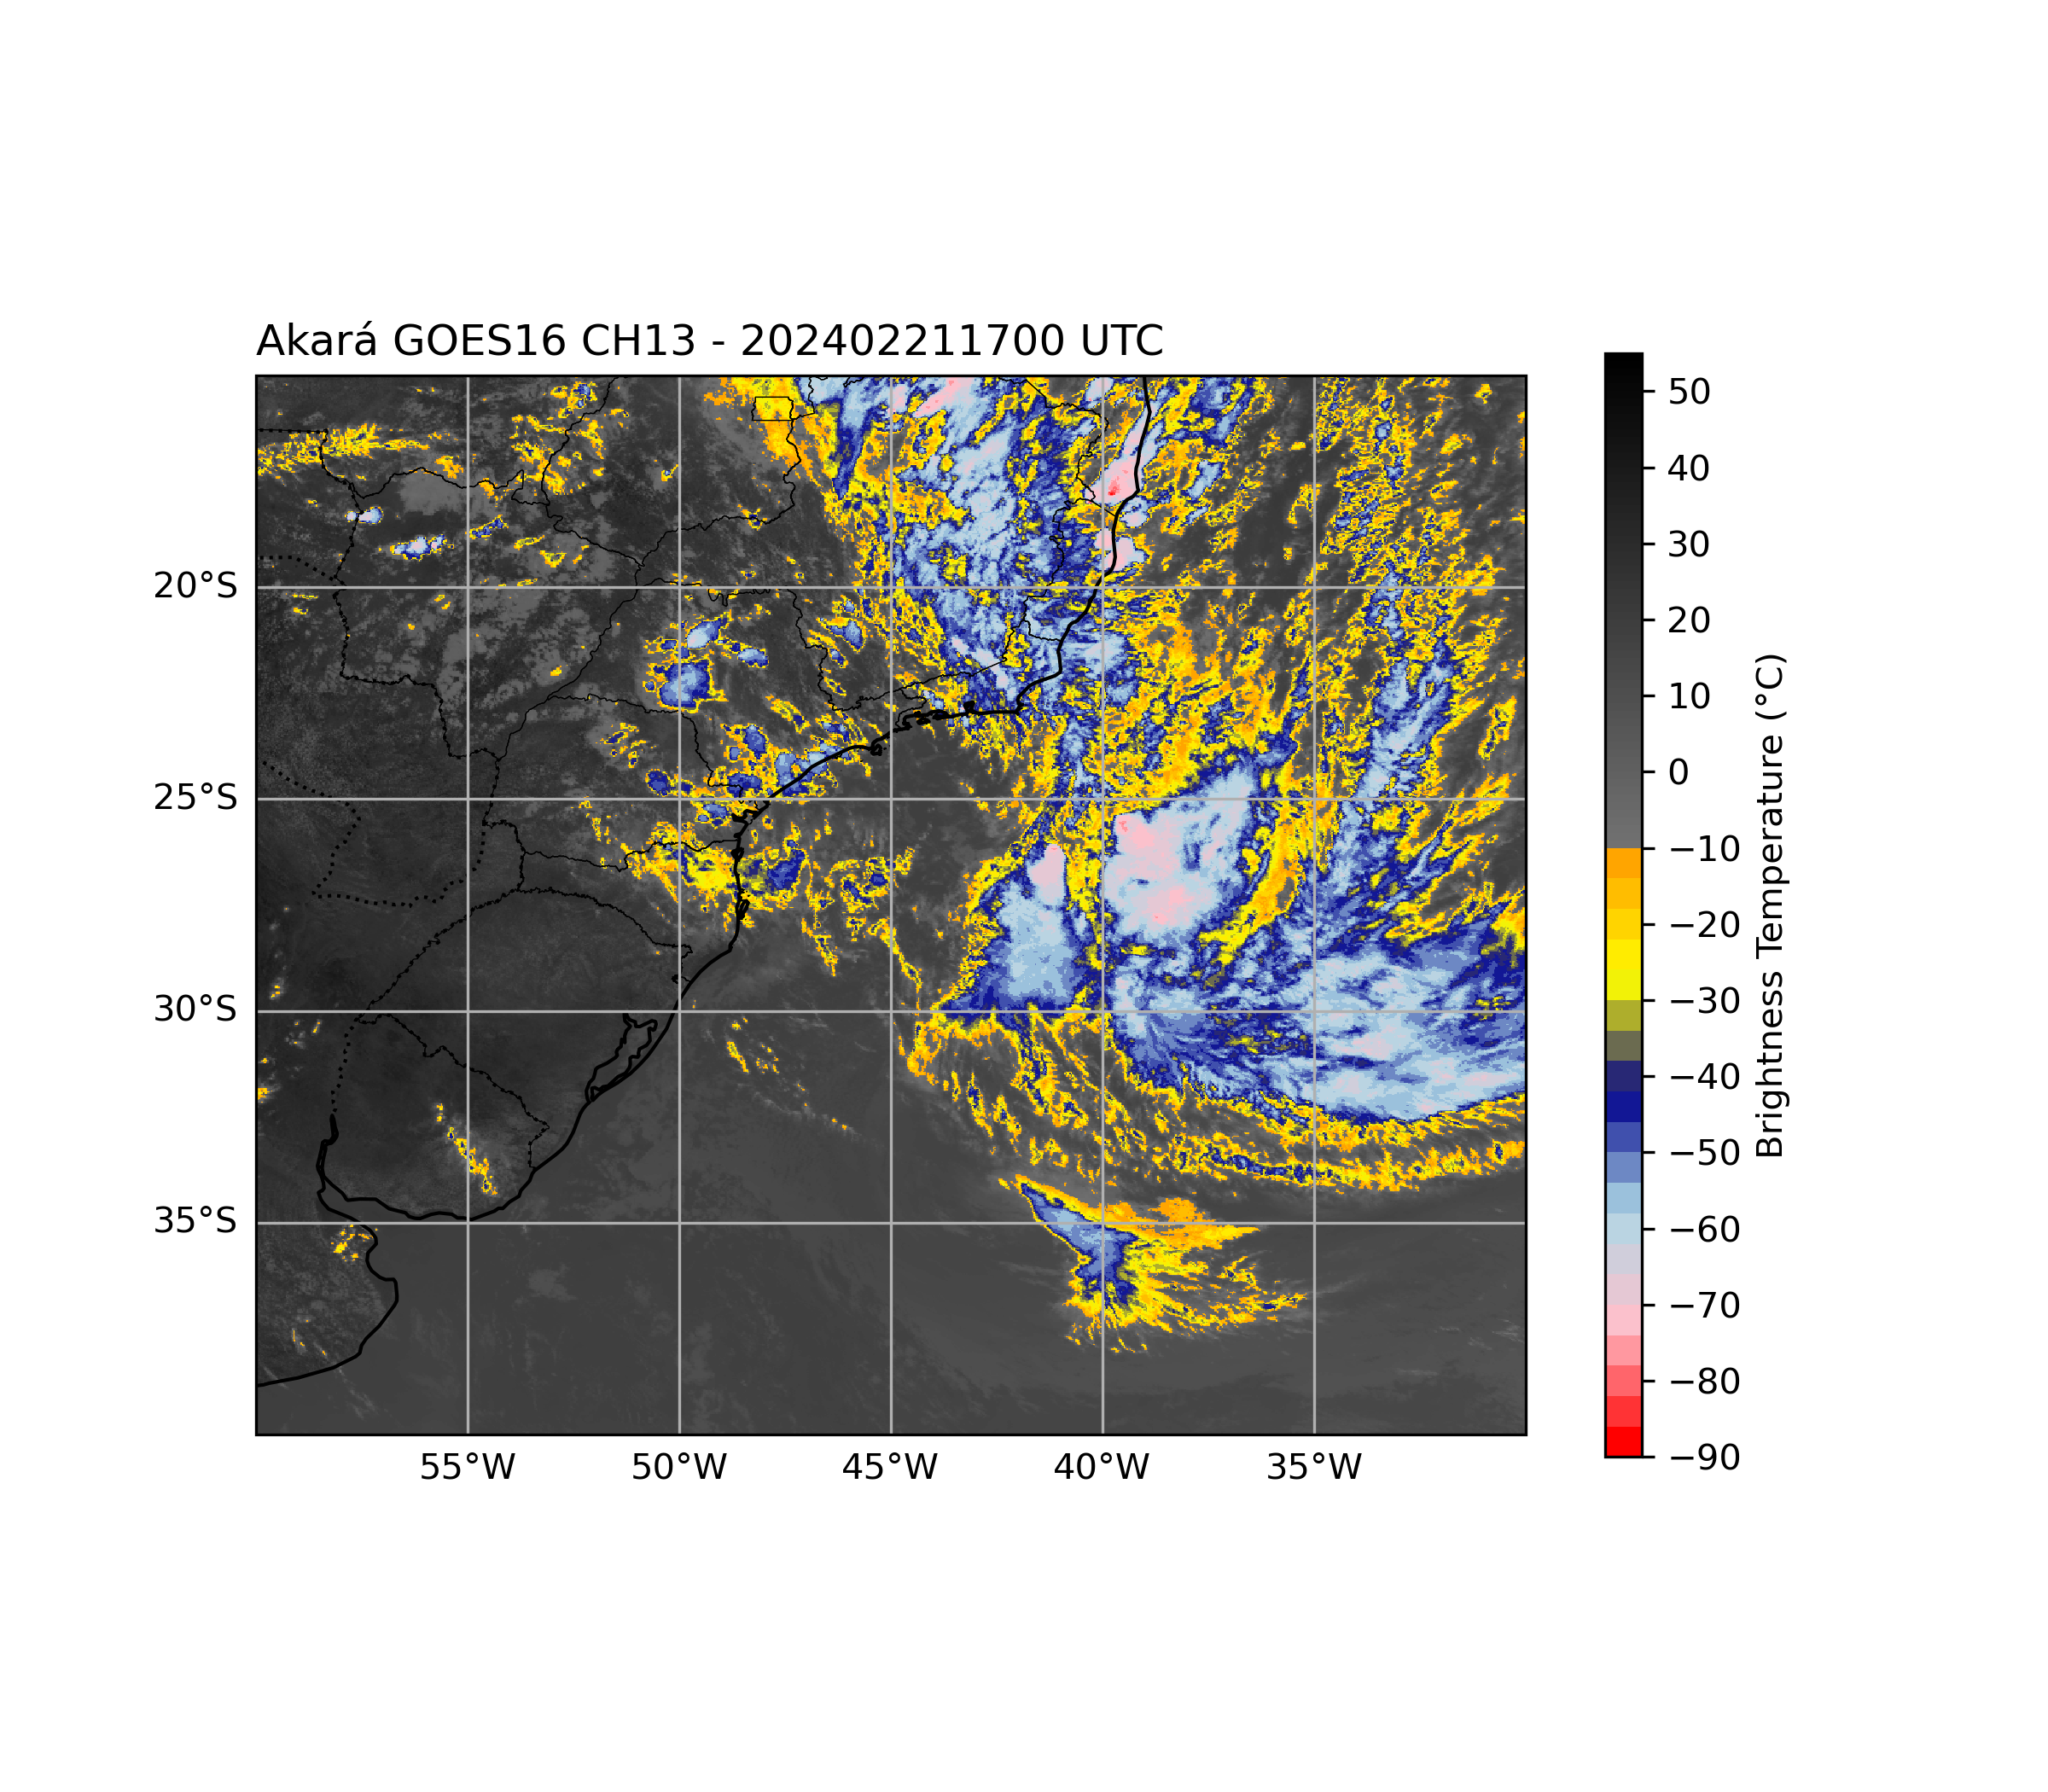 Akará GOES16 CH13 - 202402211700 UTC
20°S
25°S
30°S
35°S
55°W
50°W
45°W
40°W
35°W
50
40
30
20
10
0
−10
−20
−30
−40
−50
−60
−70
−80
−90
Brightness Temperature (°C)